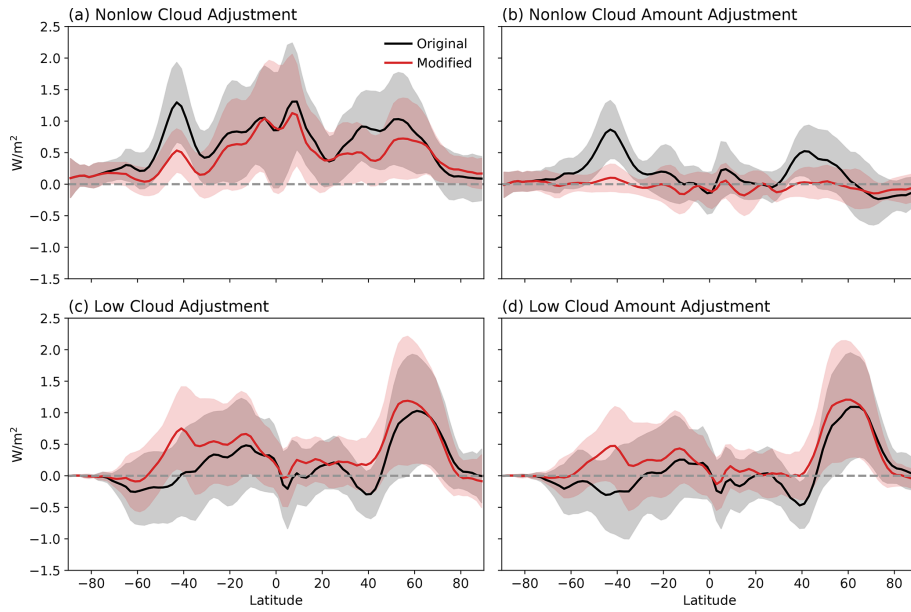 (a) Nonlow Cloud Adjustment
(b) Nonlow Cloud Amount Adjustment
2.5
2.0
1.5
1.0
0.5
0.0
−0.5
−1.0
−1.5
W/m²
Original
Modified
(c) Low Cloud Adjustment
(d) Low Cloud Amount Adjustment
2.5
2.0
1.5
1.0
0.5
0.0
−0.5
−1.0
−1.5
W/m²
−80 −60 −40 −20 0 20 40 60 80
−80 −60 −40 −20 0 20 40 60 80
Latitude
Latitude